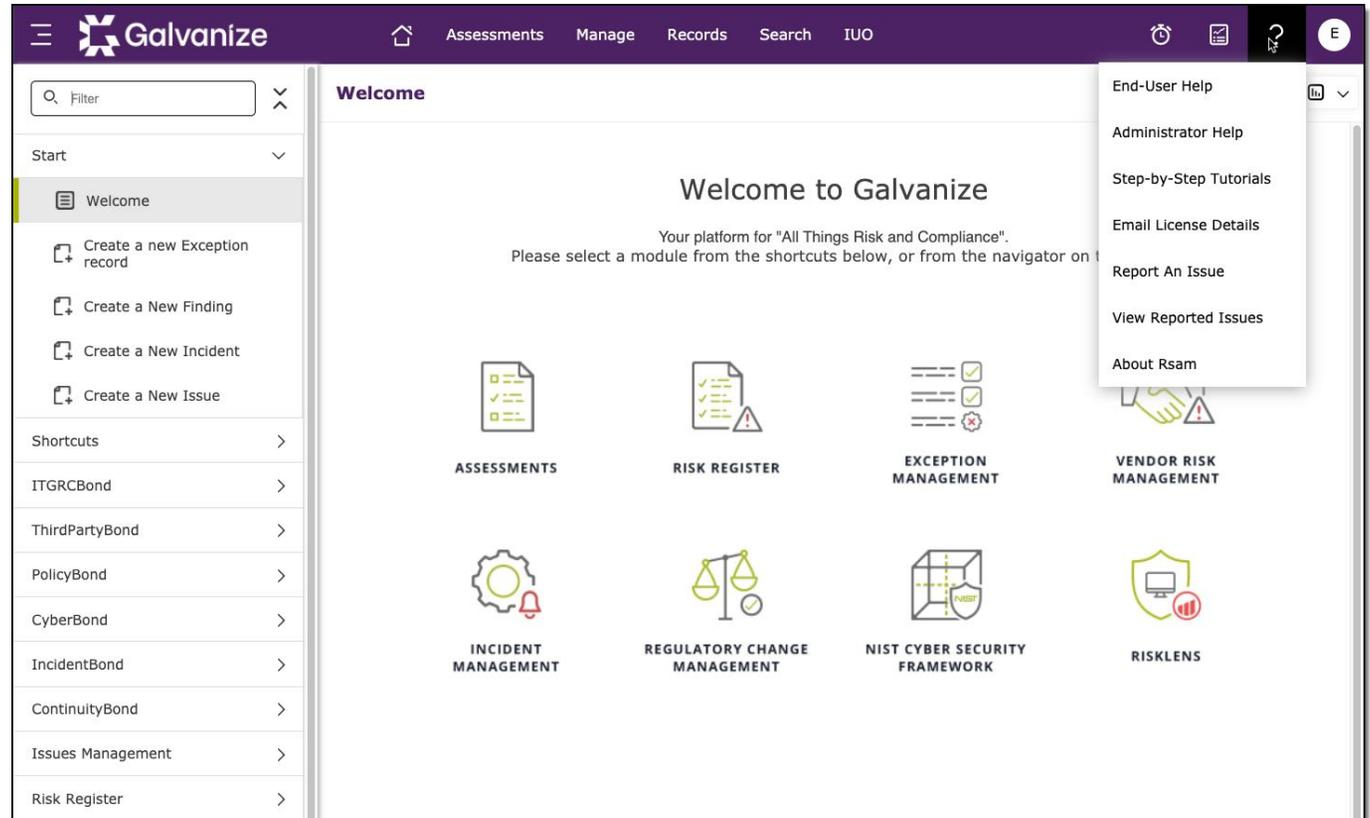 Galvanize
Assessments
Manage
Records
Search
IUO
?
E
Filter
Start
Welcome
Create a new Exception
record
Create a New Finding
Create a New Incident
Create a New Issue
Shortcuts
ITGRCBond
ThirdPartyBond
PolicyBond
CyberBond
IncidentBond
ContinuityBond
Issues Management
Risk Register
Welcome
End-User Help
Administrator Help
Step-by-Step Tutorials
Email License Details
Report An Issue
View Reported Issues
About Rsam
Welcome to Galvanize
Your platform for "All Things Risk and Compliance".
Please select a module from the shortcuts below, or from the navigator on
ASSESSMENTS
RISK REGISTER
EXCEPTION
MANAGEMENT
VENDOR RISK
MANAGEMENT
INCIDENT
MANAGEMENT
REGULATORY CHANGE
MANAGEMENT
NIST
NIST CYBER SECURITY
FRAMEWORK
RISKLENS